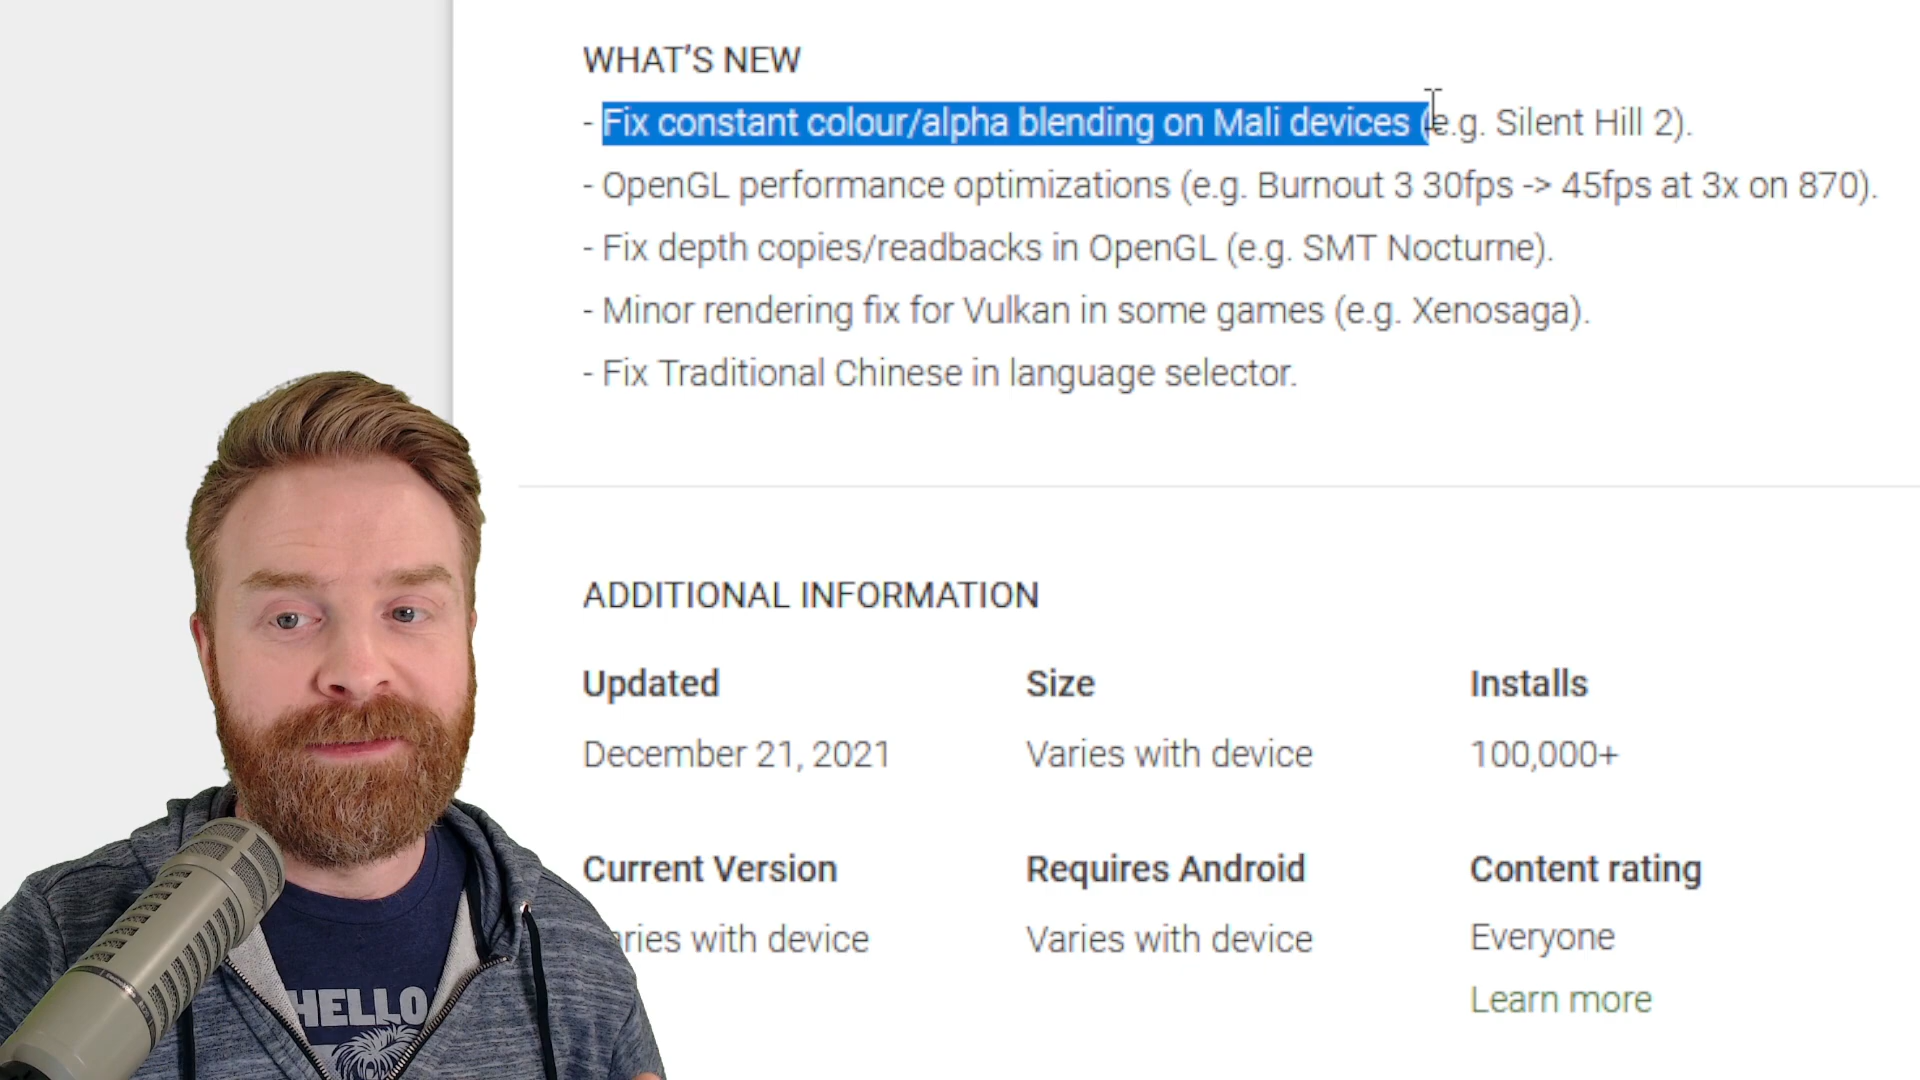 WHAT'S NEW
- Fix constant colour/alpha blending on Mali devices (e.g. Silent Hill 2).
- OpenGL performance optimizations (e.g. Burnout 3 30fps -> 45fps at 3x on 870).
- Fix depth copies/readbacks in OpenGL (e.g. SMT Nocturne).
- Minor rendering fix for Vulkan in some games (e.g. Xenosaga).
- Fix Traditional Chinese in language selector.
ADDITIONAL INFORMATION
Updated Size Installs
December 21, 2021 Varies with device 100,000+
Current Version Requires Android Content rating
aries with device Varies with device Everyone
Learn more
HELLO